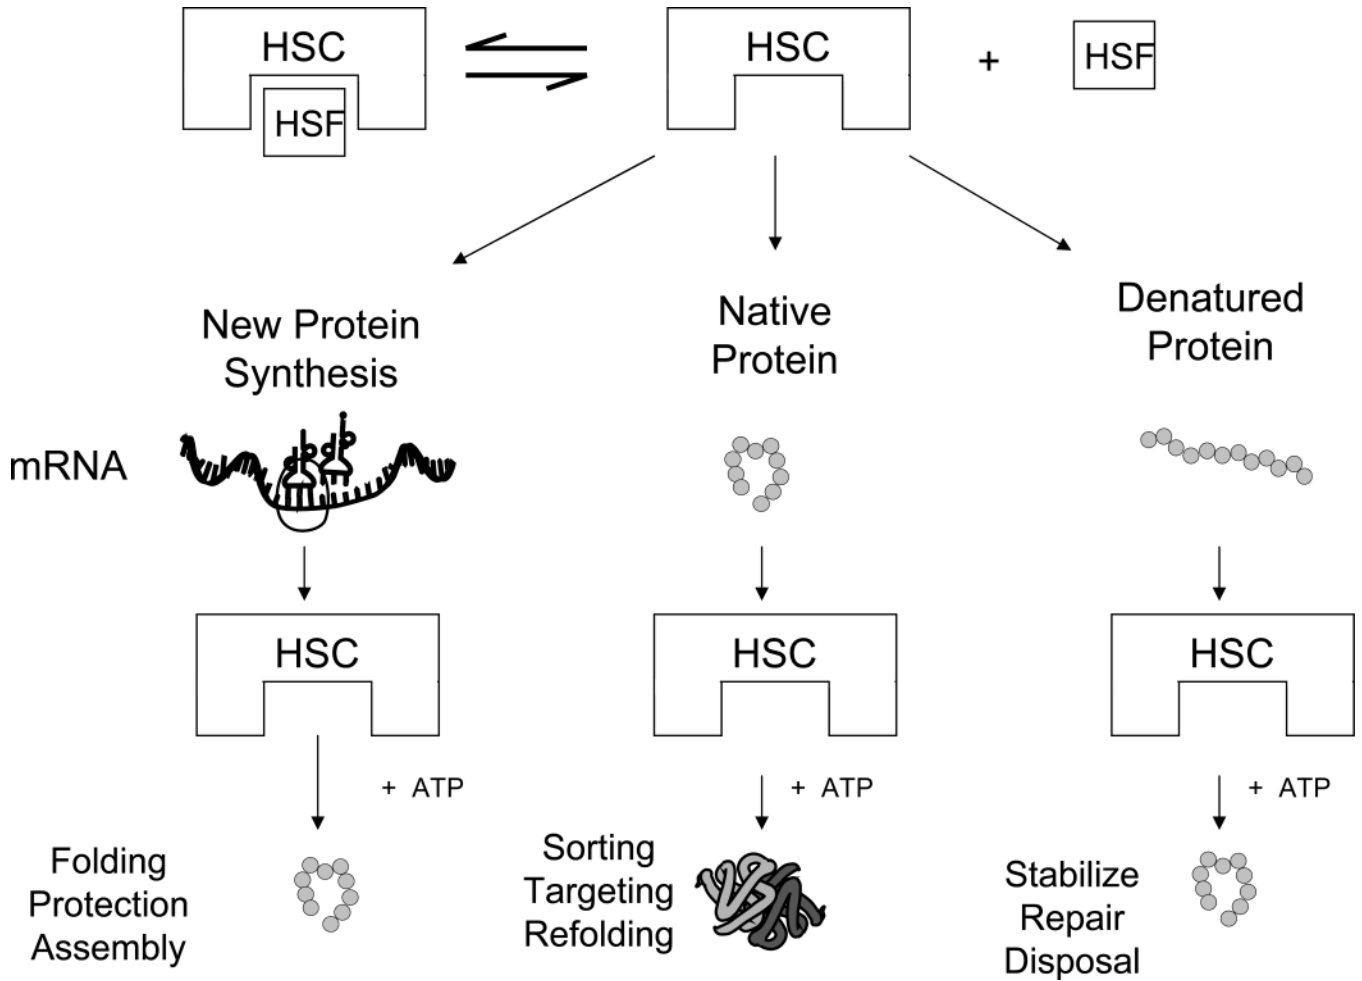 HSC
HSF
HSC
+
HSF
New Protein
Synthesis
Native
Protein
Denatured
Protein
mRNA
HSC
HSC
HSC
+ ATP
+ ATP
+ ATP
Folding
Protection
Assembly
Sorting
Targeting
Refolding
Stabilize
Repair
Disposal